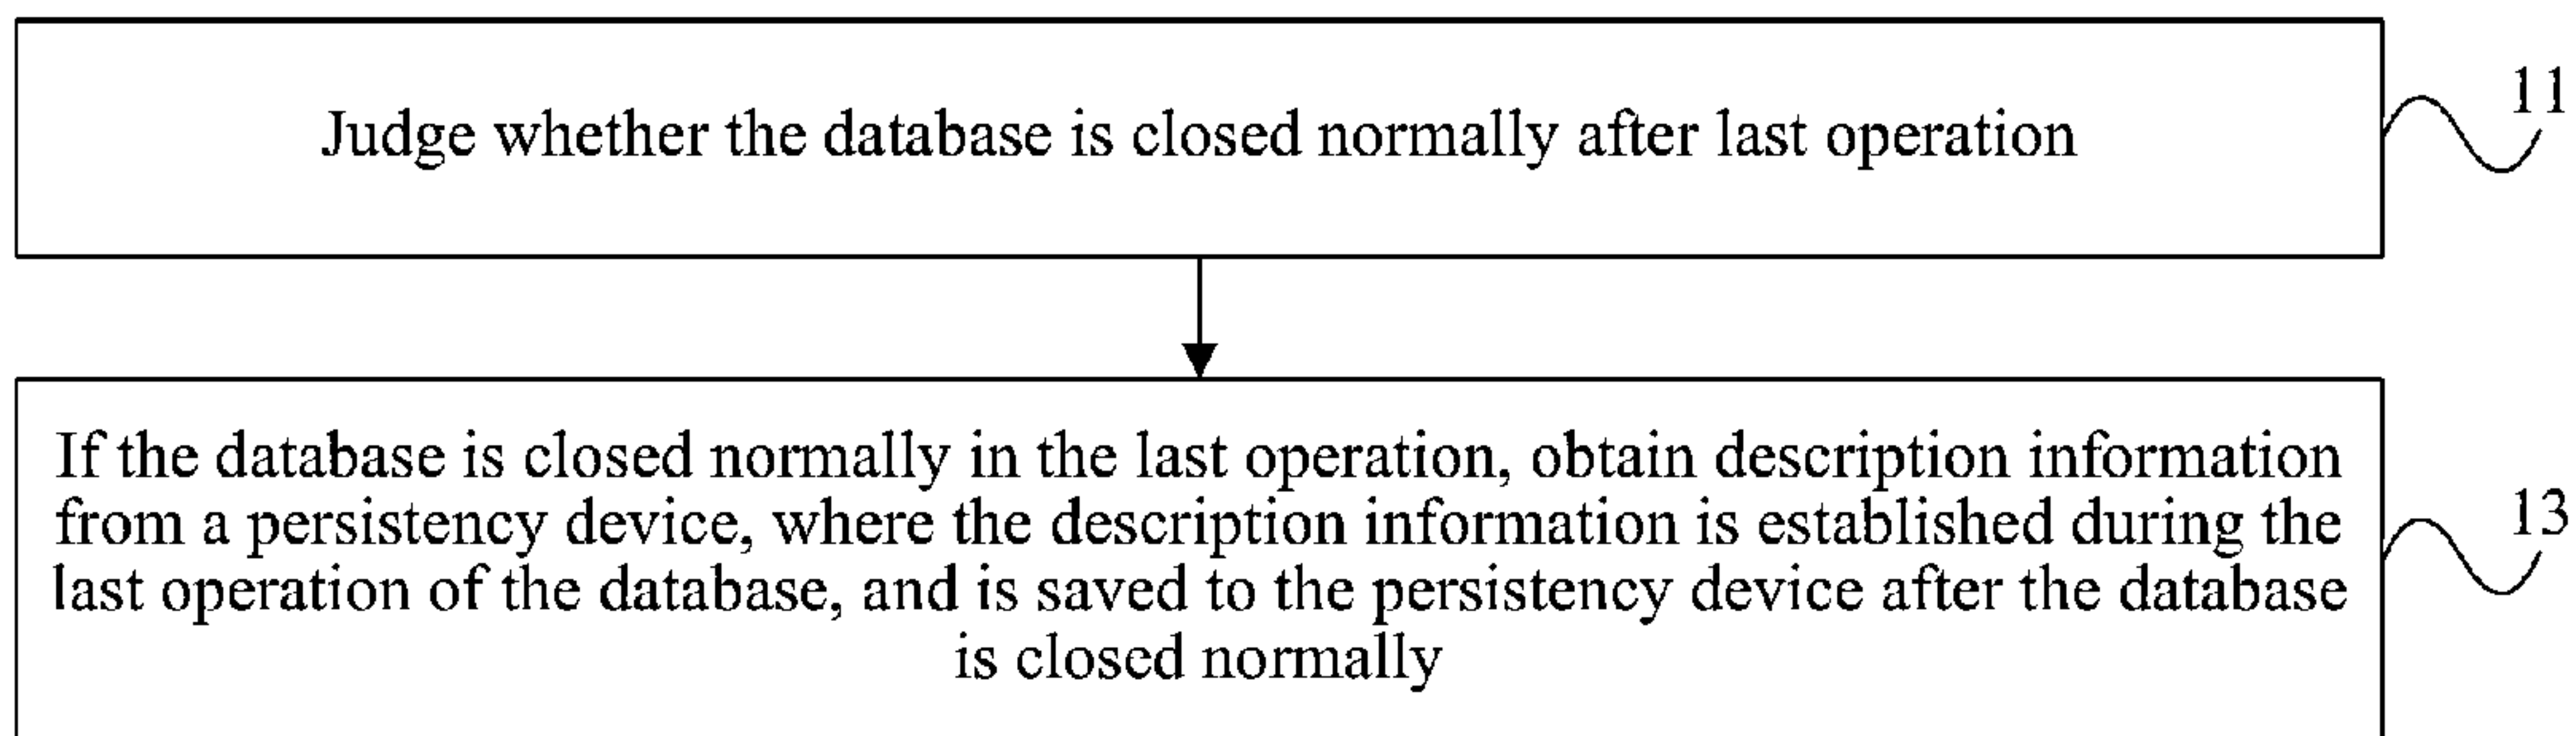 Judge whether the database is closed normally after last operation
11
If the database is closed normally in the last operation, obtain description information
from a persistency device, where the description information is established during the
last operation of the database, and is saved to the persistency device after the database
is closed normally
13